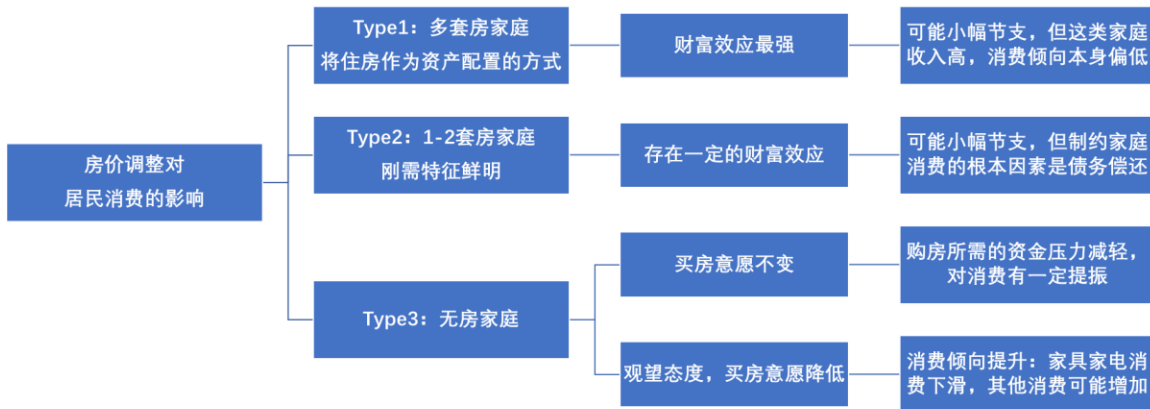 房价调整对
居民消费的影响
Type1：多套房家庭
将住房作为资产配置的方式
财富效应最强
可能小幅节支，但这类家庭
收入高，消费倾向本身偏低
Type2：1-2套房家庭
刚需特征鲜明
存在一定的财富效应
可能小幅节支，但制约家庭
消费的根本因素是债务偿还
Type3：无房家庭
买房意愿不变
购房所需的资金压力减轻，
对消费有一定提振
观望态度，买房意愿降低
消费倾向提升：家具家电消
费下滑，其他消费可能增加